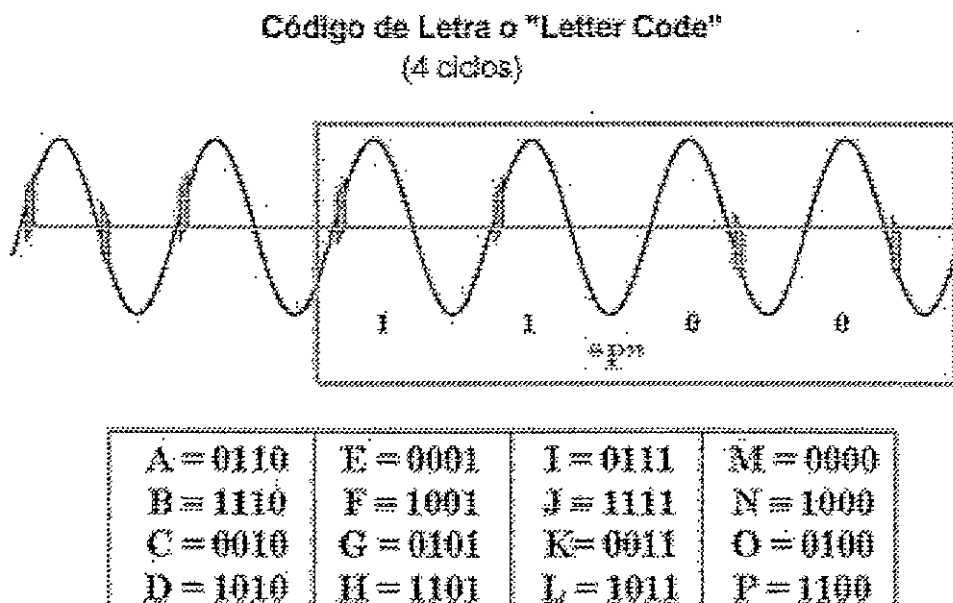 Código de Letra o "Letter Code"
(4 ciclos)
1 1 0 0
"P"
A = 0110 E = 0001 I = 0111 M = 0000
B = 1110 F = 1001 J = 1111 N = 1000
C = 0010 G = 0101 K= 0011 O = 0100
D = 1010 H = 1101 L = 1011 P = 1100